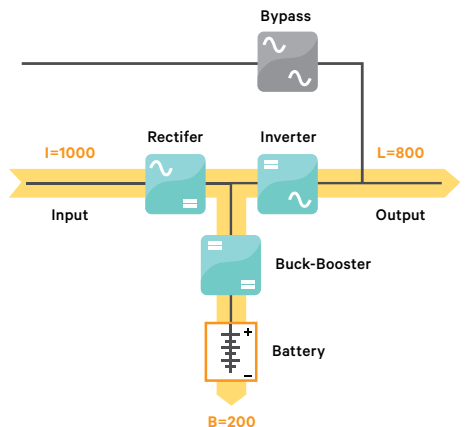 Bypass
Rectifer
Inverter
I=1000
L=800
Input
Output
Buck-Booster
+
Battery
–
B=200